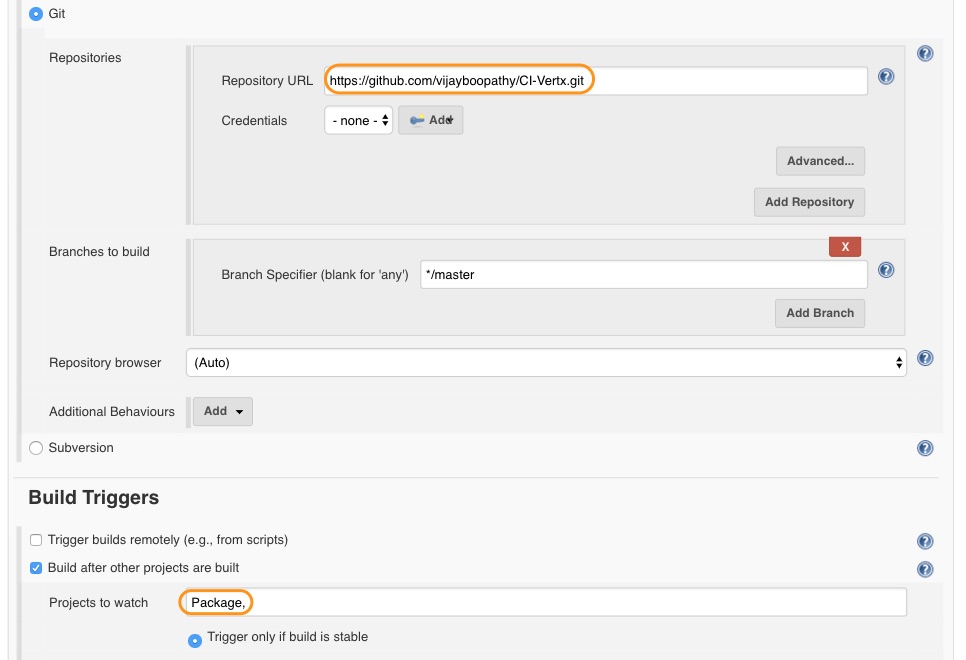 Git
Repositories
Repository URL https://github.com/vijayboopathy/CI-Vertx.git
Credentials - none - Add
Advanced...
Add Repository
Branches to build
X
Branch Specifier (blank for 'any') */master
Add Branch
Repository browser (Auto)
Additional Behaviours Add
Subversion
Build Triggers
Trigger builds remotely (e.g., from scripts)
Build after other projects are built
Projects to watch Package,
Trigger only if build is stable